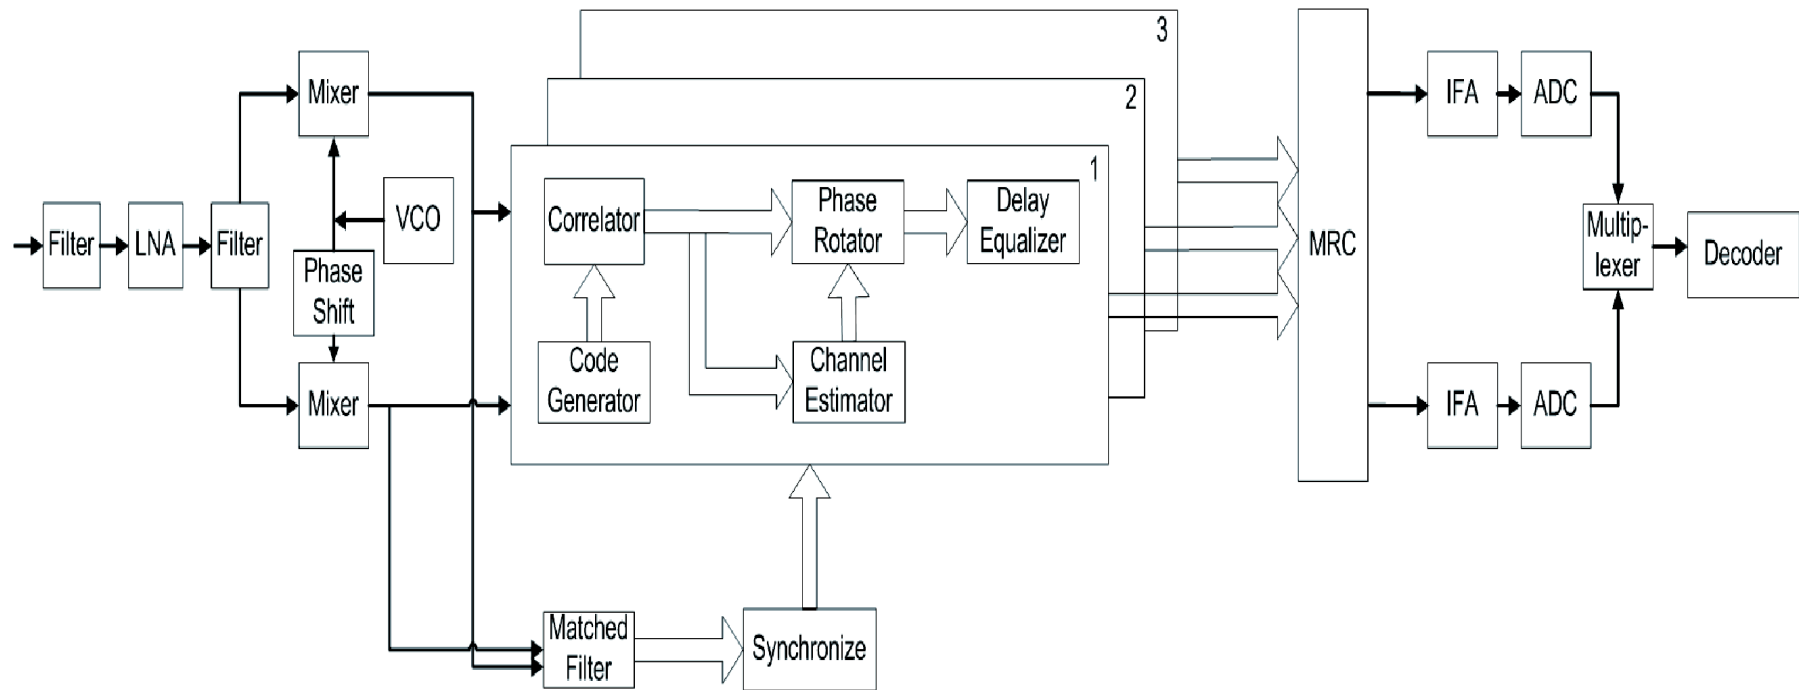 Filter
LNA
Filter
Mixer
VCO
Phase
Shift
Mixer
3
2
1
Correlator
Phase
Rotator
Delay
Equalizer
Code
Generator
Channel
Estimator
Matched
Filter
Synchronize
MRC
IFA
ADC
IFA
ADC
Multip-
lexer
Decoder